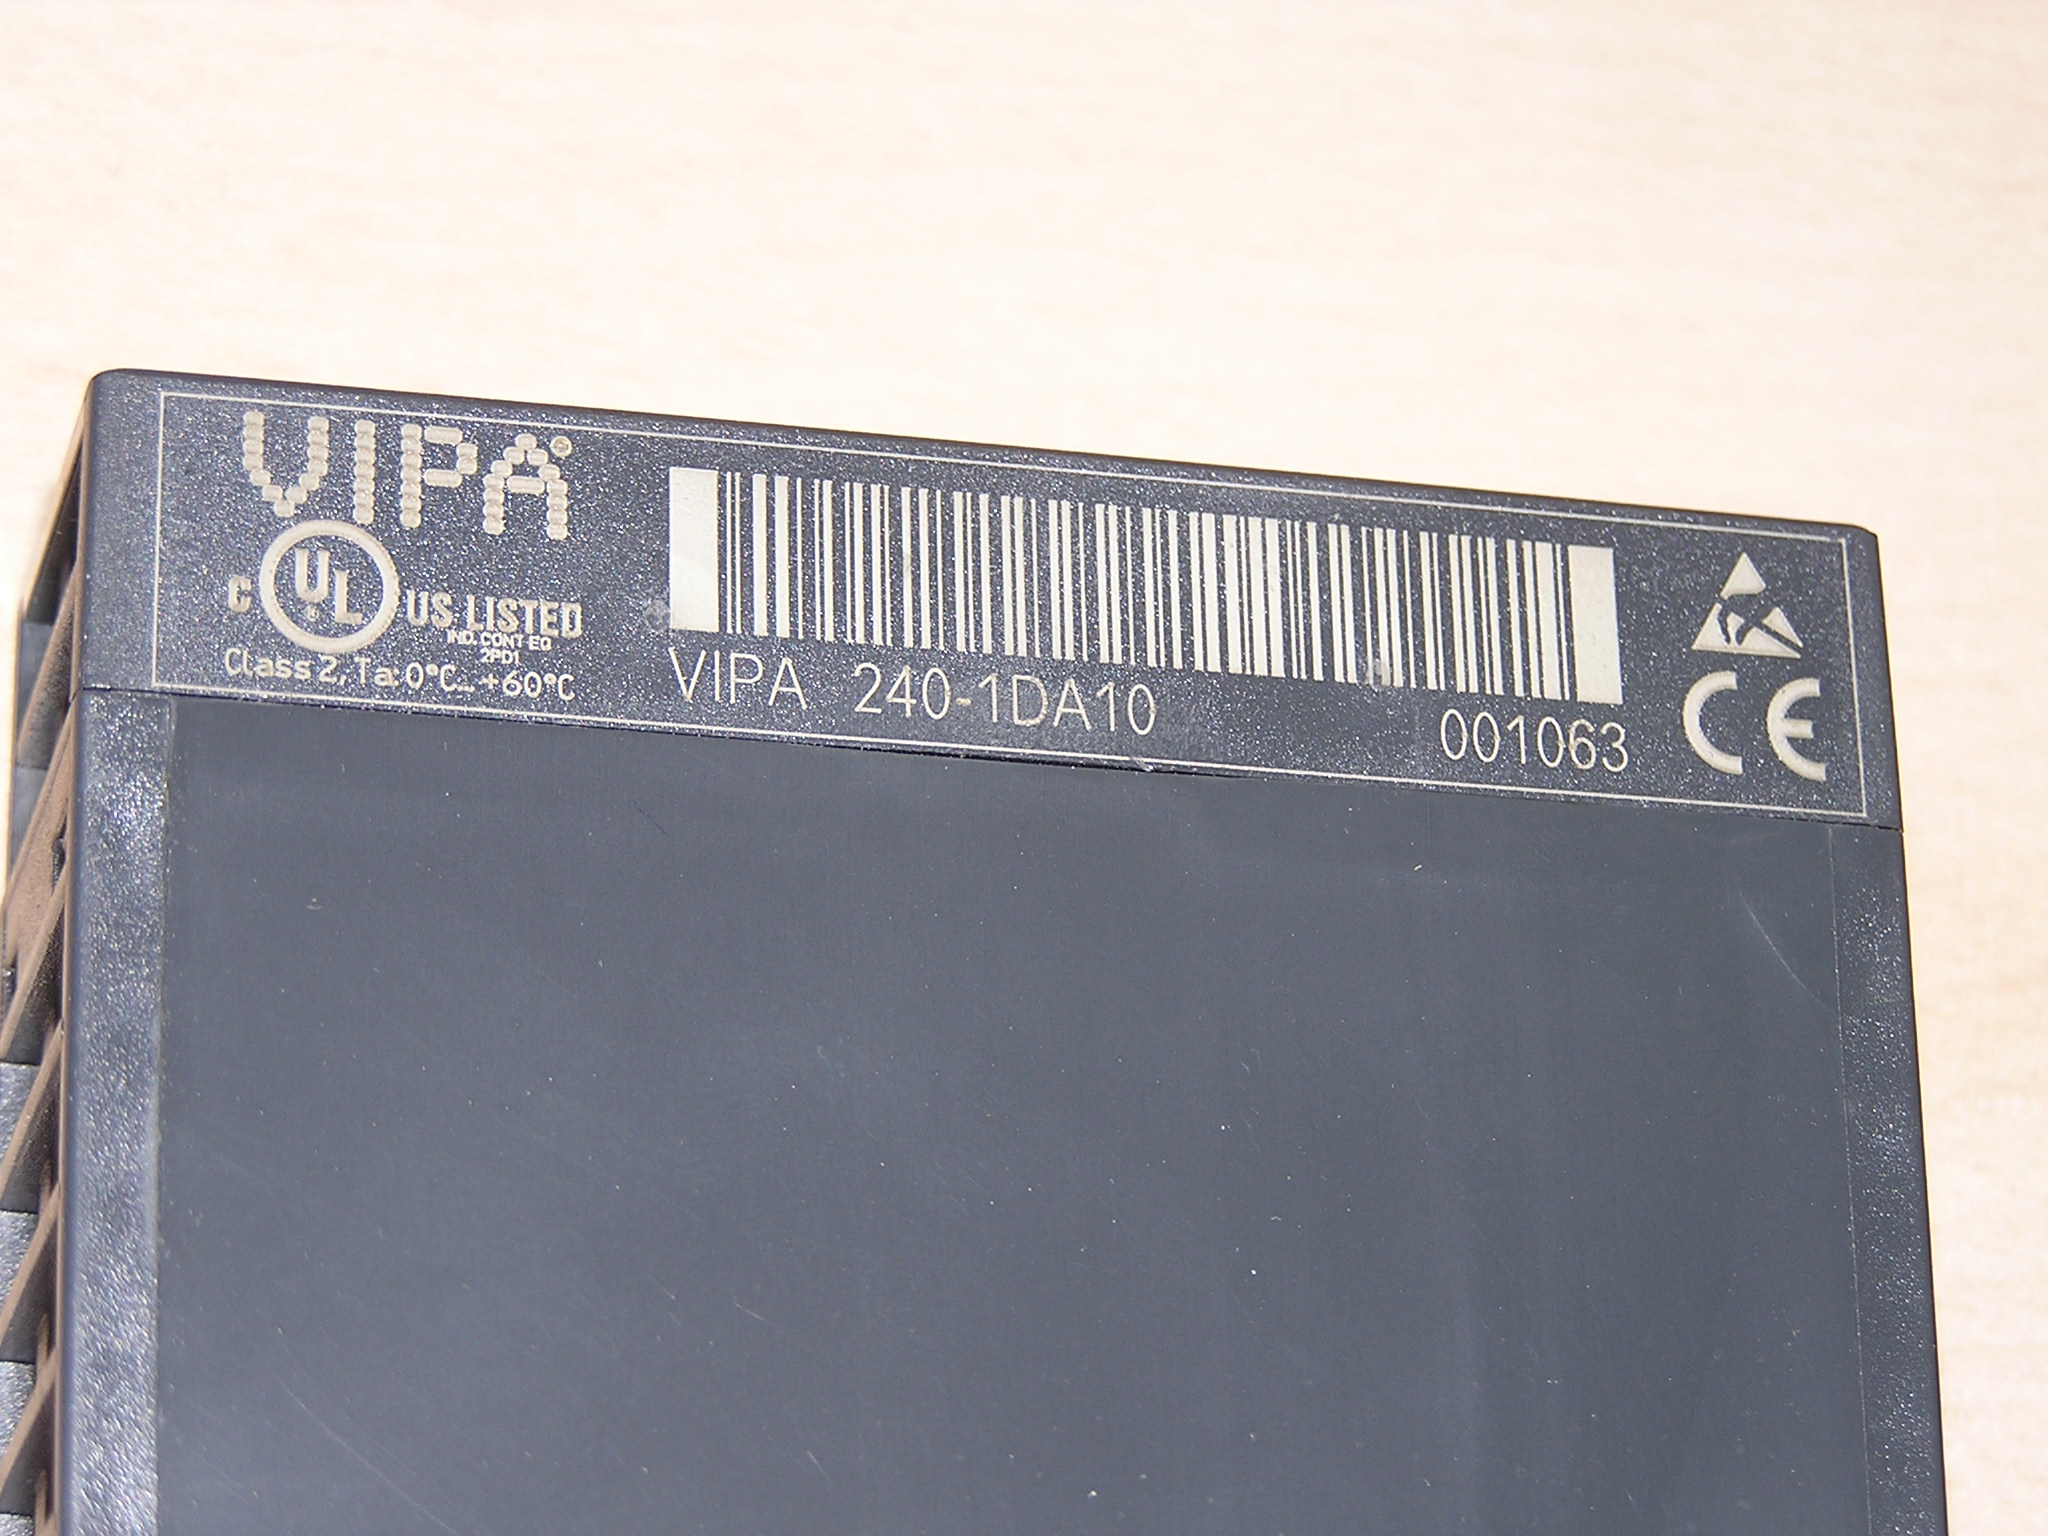 VIPA®
C UL US LISTED
IND. CONT EQ
2PD1
Class 2, Ta: 0°C... +60°C
VIPA 240-1DA10
001063
CE